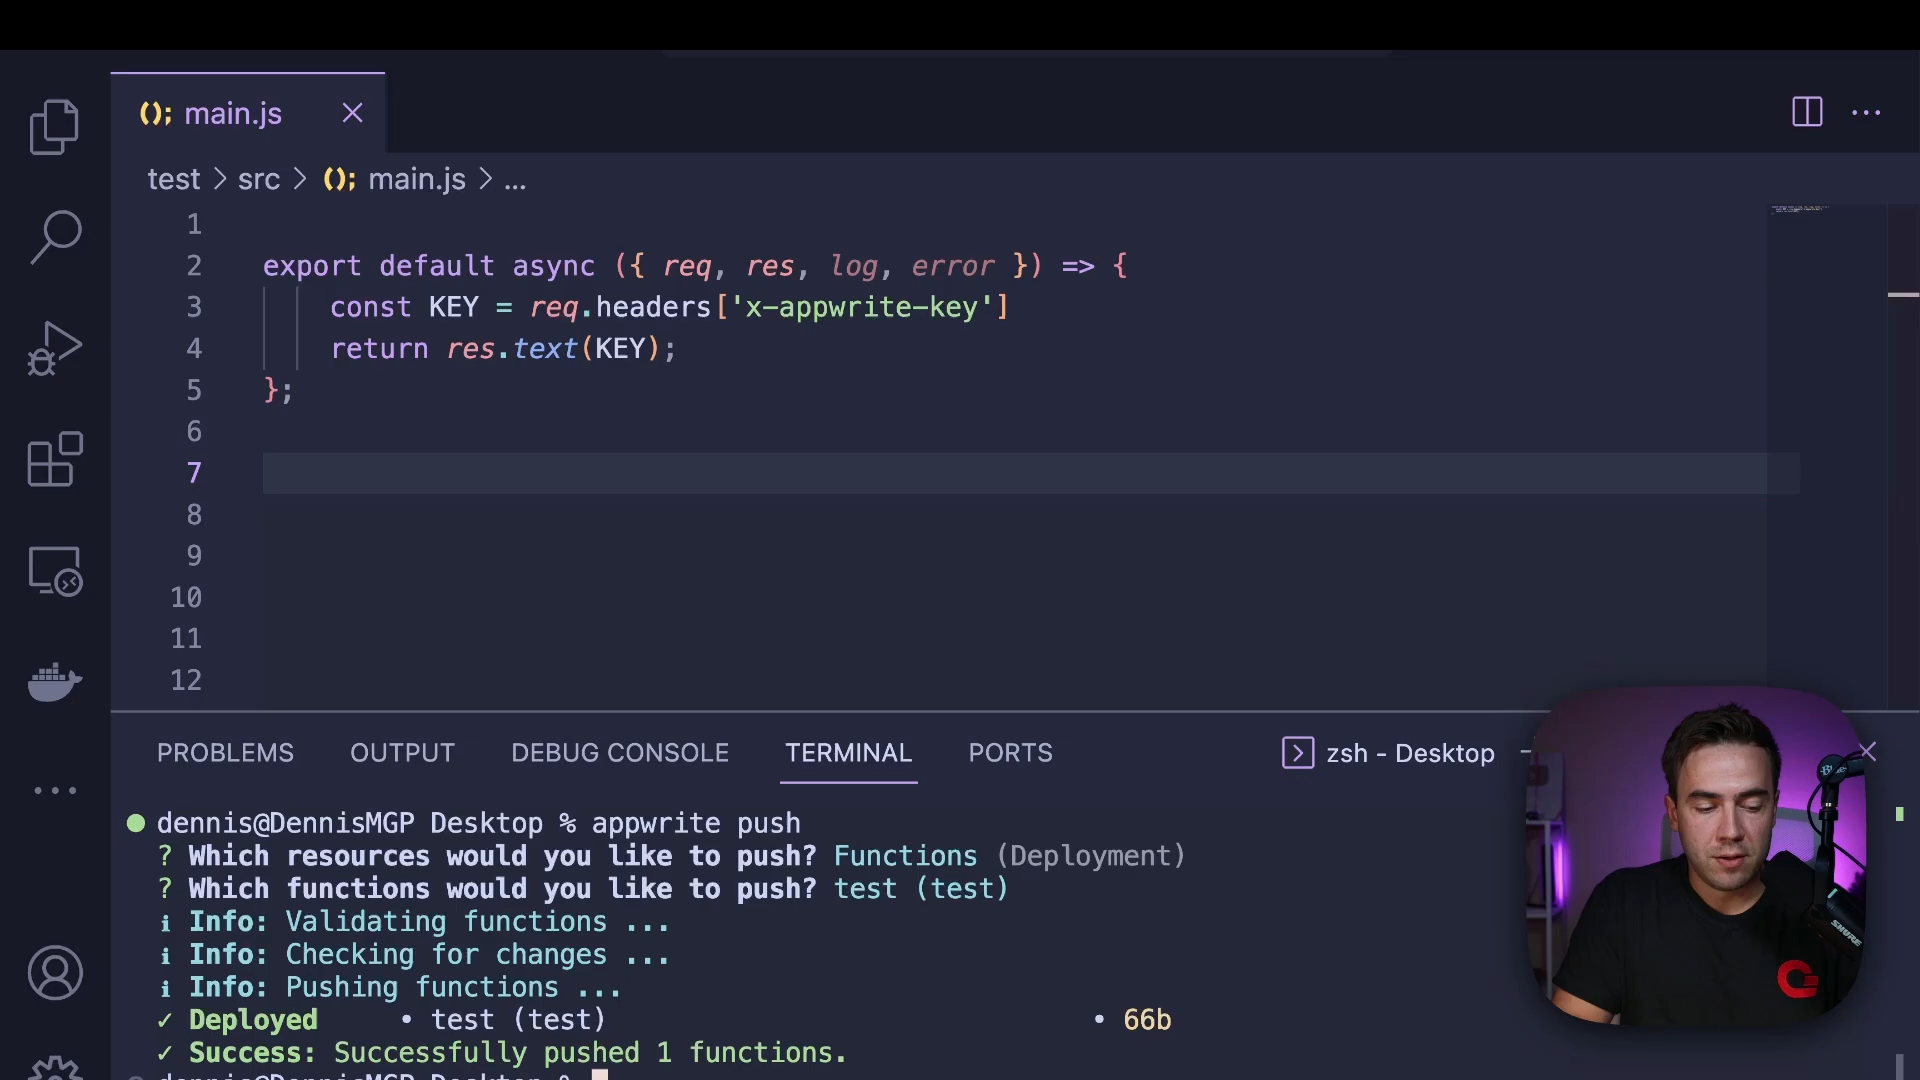 main.js
test > src > main.js > ...
1
2 export default async ({ req, res, log, error }) => {
3 const KEY = req.headers['x-appwrite-key']
4 return res.text(KEY);
5 };
6
7
8
9
10
11
12
PROBLEMS OUTPUT DEBUG CONSOLE TERMINAL PORTS zsh - Desktop
dennis@DennisMGP Desktop % appwrite push
? Which resources would you like to push? Functions (Deployment)
? Which functions would you like to push? test (test)
i Info: Validating functions ...
i Info: Checking for changes ...
i Info: Pushing functions ...
✓ Deployed • test (test) • 66b
✓ Success: Successfully pushed 1 functions.
dennis@DennisMGP Desktop %
SHURE